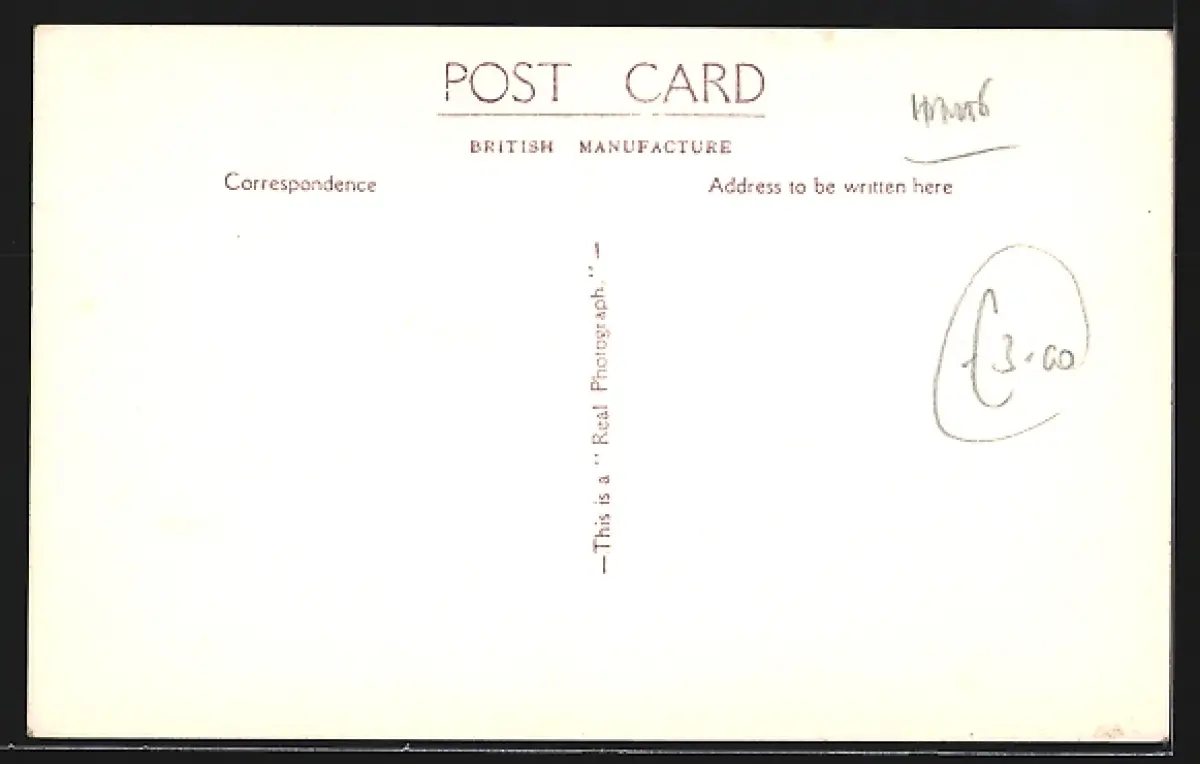 POST CARD
BRITISH MANUFACTURE
Correspondence
Address to be written here
—This is a "Real Photograph."—
£3-00